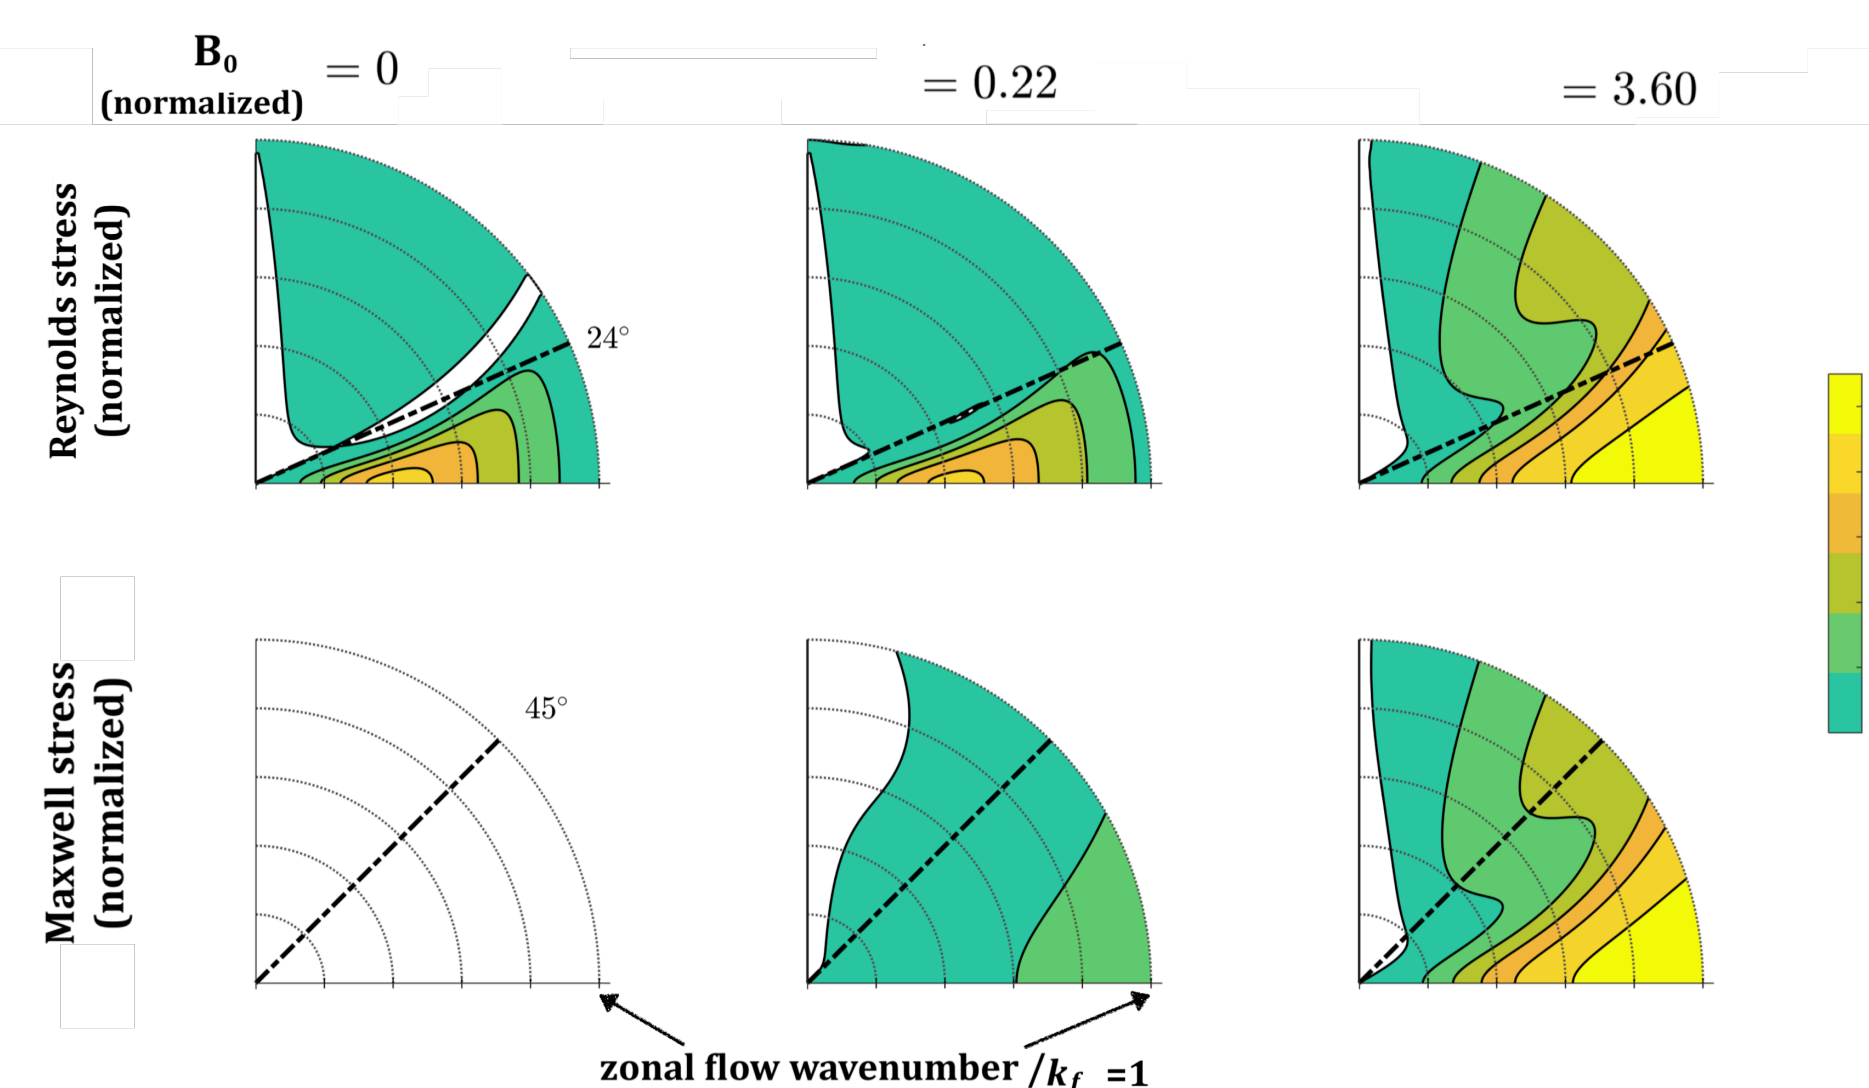 B₀
(normalized)
= 0
= 0.22
= 3.60
Reynolds stress
(normalized)
24°
Maxwell stress
(normalized)
45°
zonal flow wavenumber /k_f =1